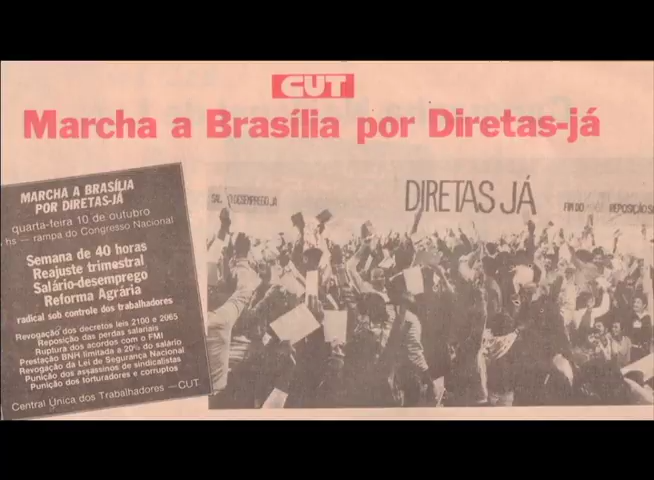 CUT
Marcha a Brasília por Diretas-já
MARCHA A BRASÍLIA
POR DIRETAS-JÁ
quarta-feira 10 de outubro
hs — rampa do Congresso Nacional
Semana de 40 horas
Reajuste trimestral
Salário-desemprego
Reforma Agrária
radical sob controle dos trabalhadores
Revogação dos decretos leis 2100 e 2065
Reposição das perdas salariais
Ruptura dos acordos com o FMI
Prestação BNH limitada a 20% do salário
Revogação da Lei de Segurança Nacional
Punição dos assassinos de sindicalistas
Punição dos torturadores e corruptos
Central Única dos Trabalhadores —CUT
DESEMPREGO JÁ
DIRETAS JÁ
FIM DO
REPOSIÇÃO